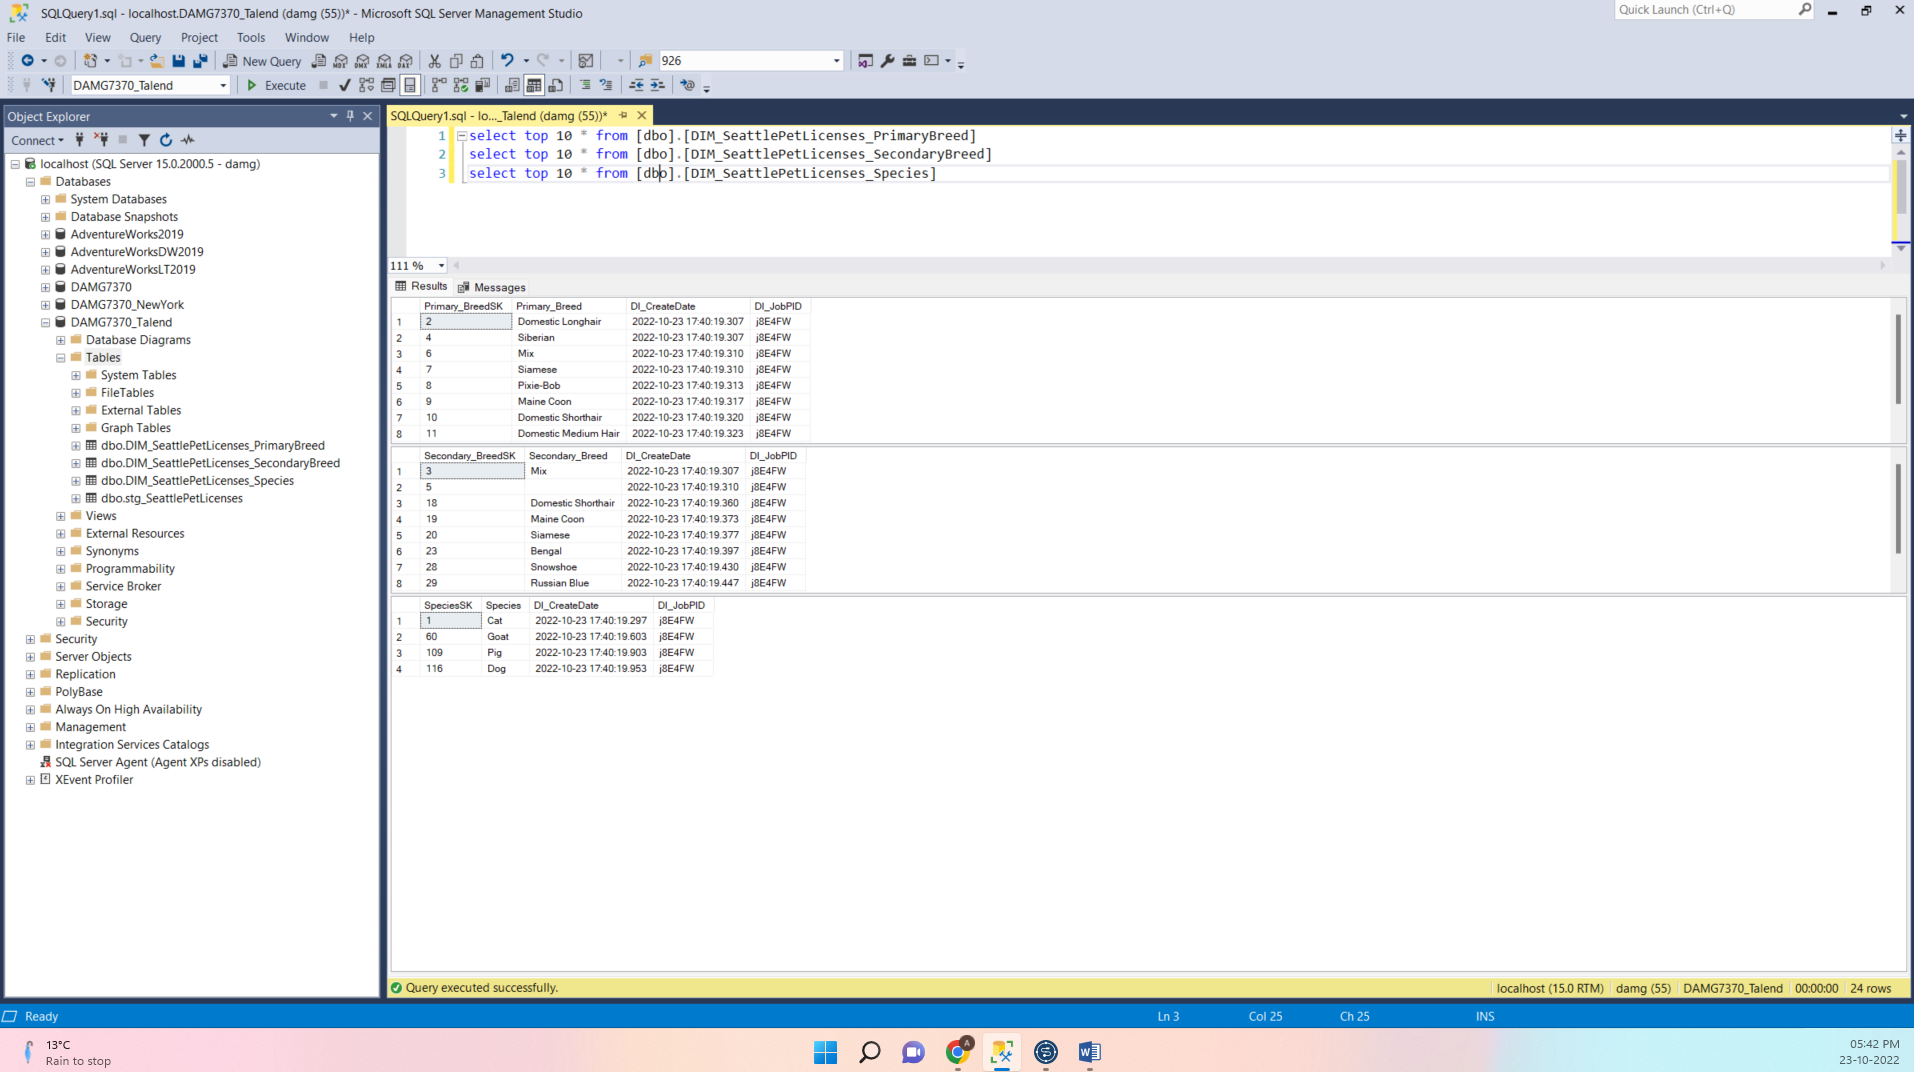 SQLQuery1.sql - localhost.DAMG7370_Talend (damg (55))* - Microsoft SQL Server Management Studio
Quick Launch (Ctrl+Q)
File Edit View Query Project Tools Window Help
New Query 926
DAMG7370_Talend Execute
Object Explorer
Connect
localhost (SQL Server 15.0.2000.5 - damg)
Databases
System Databases
Database Snapshots
AdventureWorks2019
AdventureWorksDW2019
AdventureWorksLT2019
DAMG7370
DAMG7370_NewYork
DAMG7370_Talend
Database Diagrams
Tables
System Tables
FileTables
External Tables
Graph Tables
dbo.DIM_SeattlePetLicenses_PrimaryBreed
dbo.DIM_SeattlePetLicenses_SecondaryBreed
dbo.DIM_SeattlePetLicenses_Species
dbo.stg_SeattlePetLicenses
Views
External Resources
Synonyms
Programmability
Service Broker
Storage
Security
Security
Server Objects
Replication
PolyBase
Always On High Availability
Management
Integration Services Catalogs
SQL Server Agent (Agent XPs disabled)
XEvent Profiler
SQLQuery1.sql - lo..._Talend (damg (55))*
1 select top 10 * from [dbo].[DIM_SeattlePetLicenses_PrimaryBreed]
2 select top 10 * from [dbo].[DIM_SeattlePetLicenses_SecondaryBreed]
3 select top 10 * from [dbo].[DIM_SeattlePetLicenses_Species]
111 %
Results Messages
Primary_BreedSK Primary_Breed DI_CreateDate DI_JobPID
1 2 Domestic Longhair 2022-10-23 17:40:19.307 j8E4FW
2 4 Siberian 2022-10-23 17:40:19.307 j8E4FW
3 6 Mix 2022-10-23 17:40:19.310 j8E4FW
4 7 Siamese 2022-10-23 17:40:19.310 j8E4FW
5 8 Pixie-Bob 2022-10-23 17:40:19.313 j8E4FW
6 9 Maine Coon 2022-10-23 17:40:19.317 j8E4FW
7 10 Domestic Shorthair 2022-10-23 17:40:19.320 j8E4FW
8 11 Domestic Medium Hair 2022-10-23 17:40:19.323 j8E4FW
Secondary_BreedSK Secondary_Breed DI_CreateDate DI_JobPID
1 3 Mix 2022-10-23 17:40:19.307 j8E4FW
2 5 2022-10-23 17:40:19.310 j8E4FW
3 18 Domestic Shorthair 2022-10-23 17:40:19.360 j8E4FW
4 19 Maine Coon 2022-10-23 17:40:19.373 j8E4FW
5 20 Siamese 2022-10-23 17:40:19.377 j8E4FW
6 23 Bengal 2022-10-23 17:40:19.397 j8E4FW
7 28 Snowshoe 2022-10-23 17:40:19.430 j8E4FW
8 29 Russian Blue 2022-10-23 17:40:19.447 j8E4FW
SpeciesSK Species DI_CreateDate DI_JobPID
1 1 Cat 2022-10-23 17:40:19.297 j8E4FW
2 60 Goat 2022-10-23 17:40:19.603 j8E4FW
3 109 Pig 2022-10-23 17:40:19.903 j8E4FW
4 116 Dog 2022-10-23 17:40:19.953 j8E4FW
Query executed successfully. localhost (15.0 RTM) damg (55) DAMG7370_Talend 00:00:00 24 rows
Ready Ln 3 Col 25 Ch 25 INS
13°C
Rain to stop
A
05:42 PM
23-10-2022